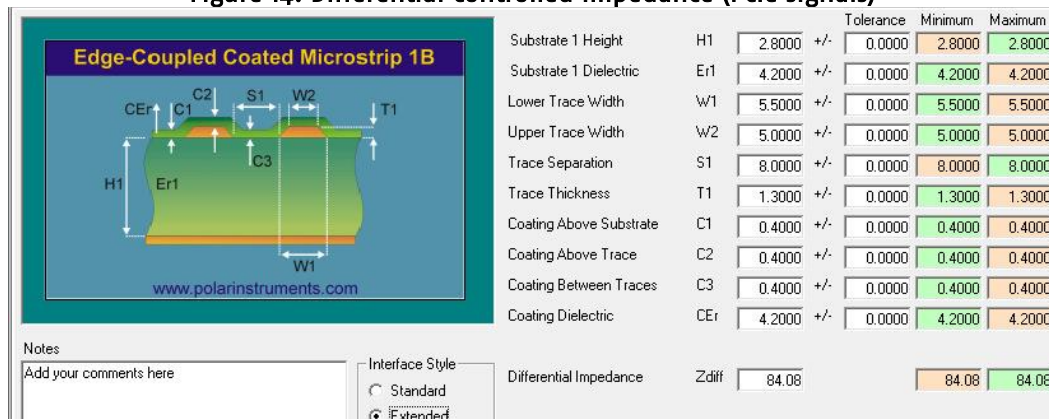 Figure 14: Differential controlled impedance (PCIe signals)
Tolerance Minimum Maximum
Edge-Coupled Coated Microstrip 1B
CEr C1 C2 S1 W2 T1
C3
H1 Er1
W1
www.polarinstruments.com
Substrate 1 Height H1 2.8000 +/- 0.0000 2.8000 2.8000
Substrate 1 Dielectric Er1 4.2000 +/- 0.0000 4.2000 4.2000
Lower Trace Width W1 5.5000 +/- 0.0000 5.5000 5.5000
Upper Trace Width W2 5.0000 +/- 0.0000 5.0000 5.0000
Trace Separation S1 8.0000 +/- 0.0000 8.0000 8.0000
Trace Thickness T1 1.3000 +/- 0.0000 1.3000 1.3000
Coating Above Substrate C1 0.4000 +/- 0.0000 0.4000 0.4000
Coating Above Trace C2 0.4000 +/- 0.0000 0.4000 0.4000
Coating Between Traces C3 0.4000 +/- 0.0000 0.4000 0.4000
Coating Dielectric CEr 4.2000 +/- 0.0000 4.2000 4.2000
Notes
Add your comments here
Interface Style
Standard
Extended
Differential Impedance Zdiff 84.08 84.08 84.08